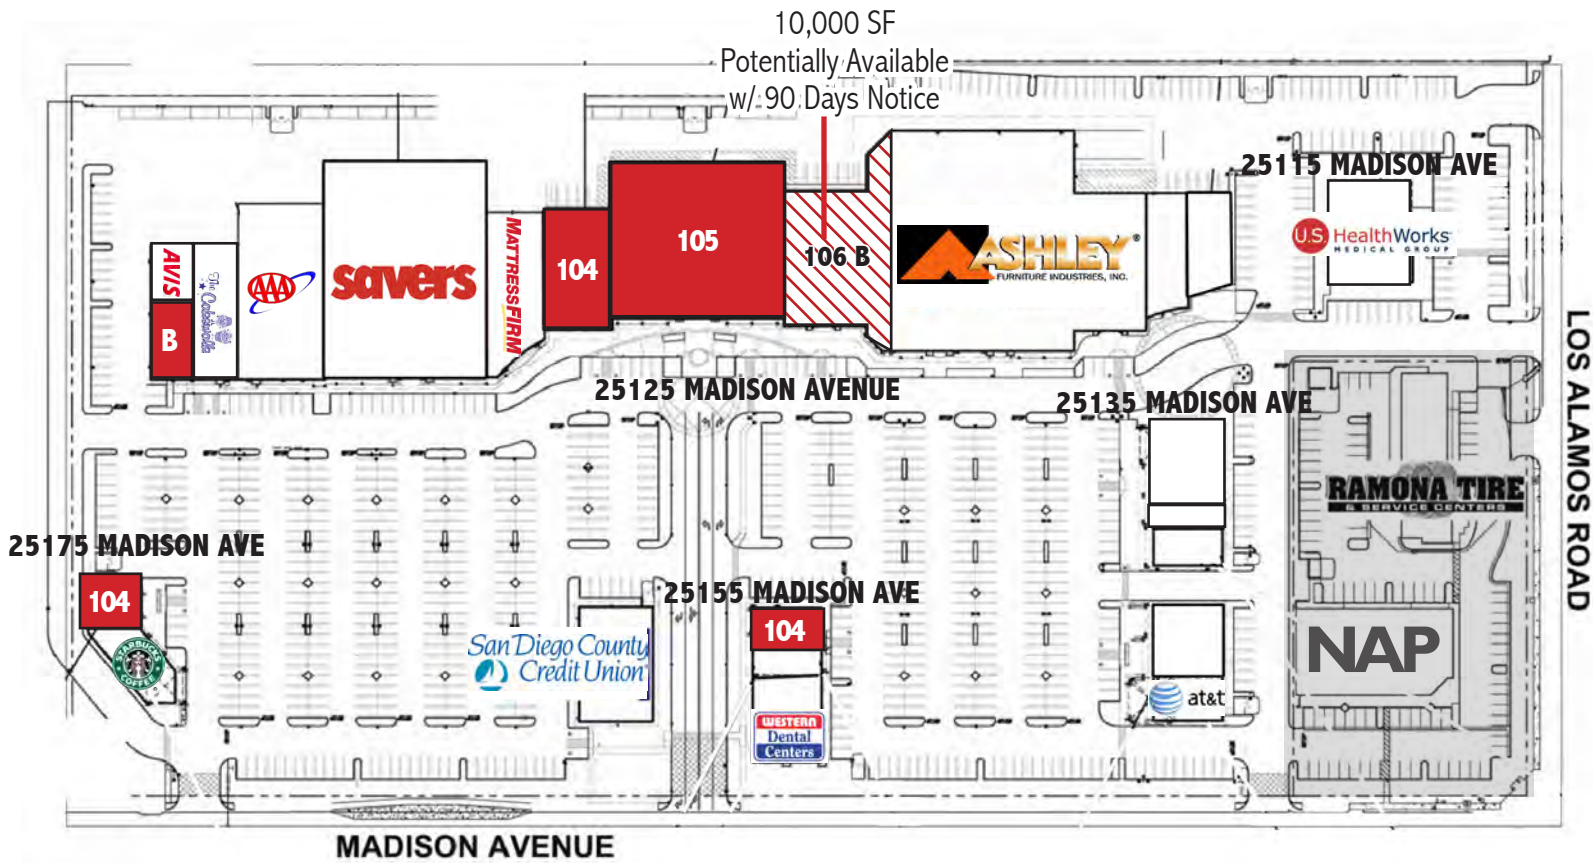 10,000 SF
Potentially Available
w/ 90 Days Notice
25115 MADISON AVE
U.S. HealthWorks
MEDICAL GROUP
AVIS
B
The
Catswalk
AAA
savers
MATTRESSFIRM
104
105
106 B
ASHLEY®
FURNITURE INDUSTRIES, INC.
25125 MADISON AVENUE
25135 MADISON AVE
LOS ALAMOS ROAD
RAMONA TIRE
& SERVICE CENTERS
25175 MADISON AVE
104
STARBUCKS
COFFEE
San Diego County
Credit Union
25155 MADISON AVE
104
WESTERN
Dental
Centers
at&t
NAP
MADISON AVENUE